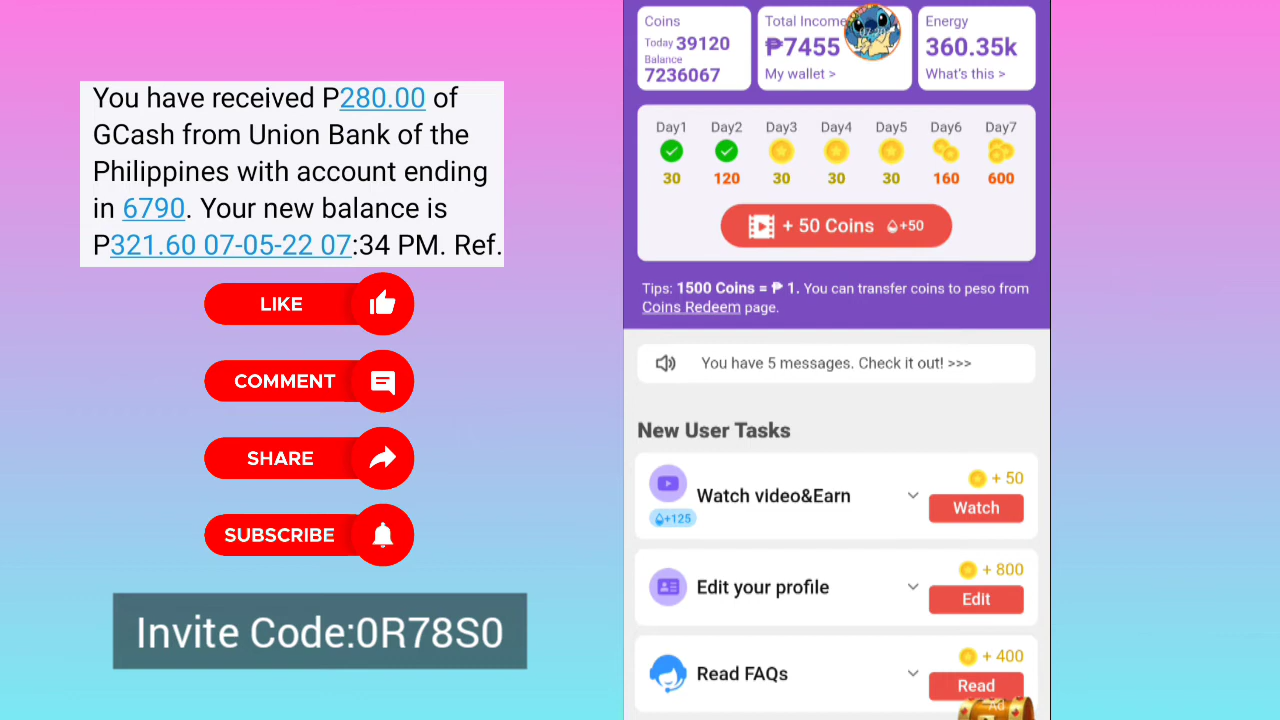 You have received P280.00 of
GCash from Union Bank of the
Philippines with account ending
in 6790. Your new balance is
P321.60 07-05-22 07:34 PM. Ref.
LIKE
COMMENT
SHARE
SUBSCRIBE
Invite Code:0R78S0
Coins
Today 39120
Balance
7236067
Total Income
₱7455
My wallet >
Energy
360.35k
What's this >
Day1 Day2 Day3 Day4 Day5 Day6 Day7
30 120 30 30 30 160 600
+ 50 Coins +50
Tips: 1500 Coins = ₱ 1. You can transfer coins to peso from
Coins Redeem page.
You have 5 messages. Check it out! >>>
New User Tasks
Watch video&Earn
+125
+ 50
Watch
Edit your profile
+ 800
Edit
Read FAQs
+ 400
Read
Ad